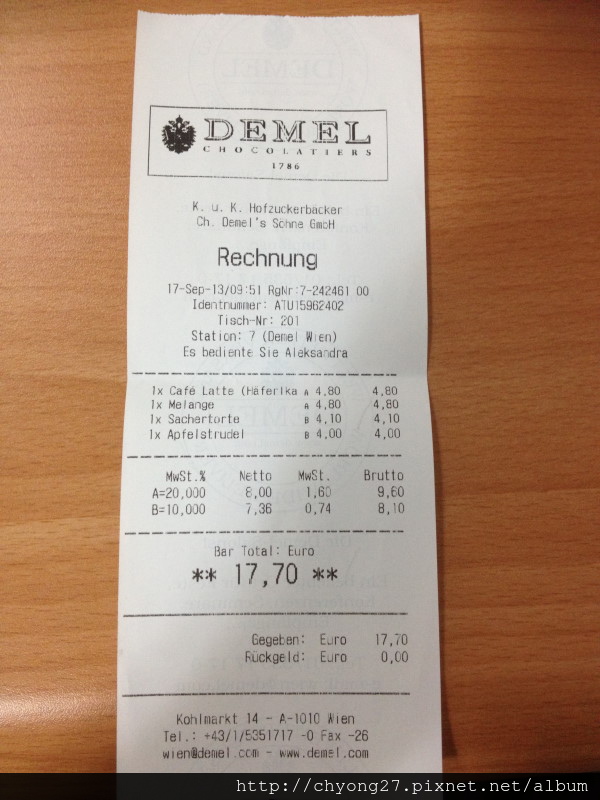 DEMEL
CHOCOLATIERS
1786
K. u. K. Hofzuckerbäcker
Ch. Demel's Söhne GmbH
Rechnung
17-Sep-13/09:51 RgNr:7-242461 00
Identnummer: ATU15962402
Tisch-Nr: 201
Station: 7 (Demel Wien)
Es bediente Sie Aleksandra
1x Café Latte (Häferlka A 4,80 4,80
1x Melange A 4,80 4,80
1x Sachertorte B 4,10 4,10
1x Apfelstrudel B 4,00 4,00
MwSt.% Netto MwSt. Brutto
A=20,000 8,00 1,60 9,60
B=10,000 7,36 0,74 8,10
Bar Total: Euro
** 17,70 **
Gegeben: Euro 17,70
Rückgeld: Euro 0,00
Kohlmarkt 14 - A-1010 Wien
Tel.: +43/1/5351717 -0 Fax -26
wien@demel.com - www.demel.com
http://chyong27.pixnet.net/album